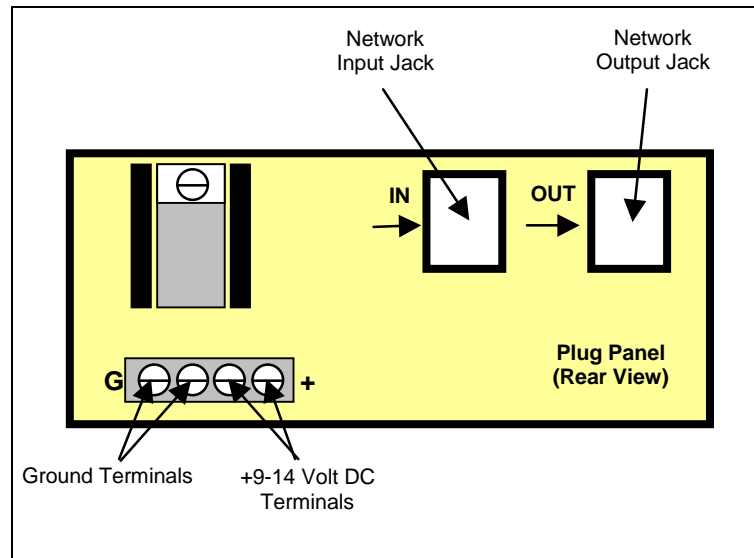 Network
Input Jack
Network
Output Jack
IN
OUT
Plug Panel
(Rear View)
G
+
Ground Terminals
+9-14 Volt DC
Terminals